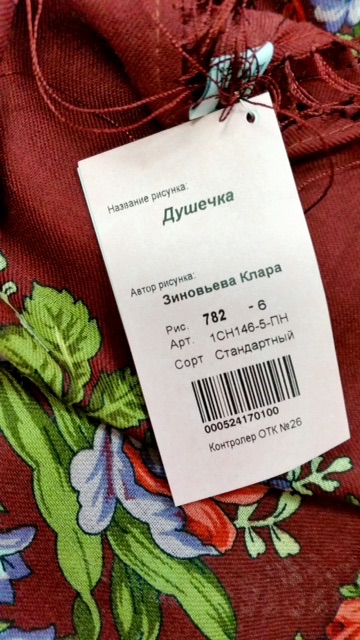 Название рисунка:
Душечка
Автор рисунка:
Зиновьева Клара
Рис. 782 - 6
Арт. 1СН146-5-ПН
Сорт Стандартный
000524170100
Контролер ОТК №26